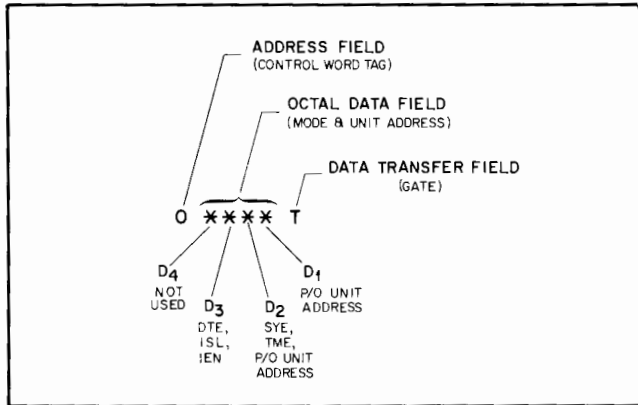 ADDRESS FIELD
(CONTROL WORD TAG)
OCTAL DATA FIELD
(MODE & UNIT ADDRESS)
DATA TRANSFER FIELD
(GATE)
O * * * * T
D4
NOT
USED
D3
DTE,
ISL,
IEN
D2
SYE,
TME,
P/O UNIT
ADDRESS
D1
P/O UNIT
ADDRESS